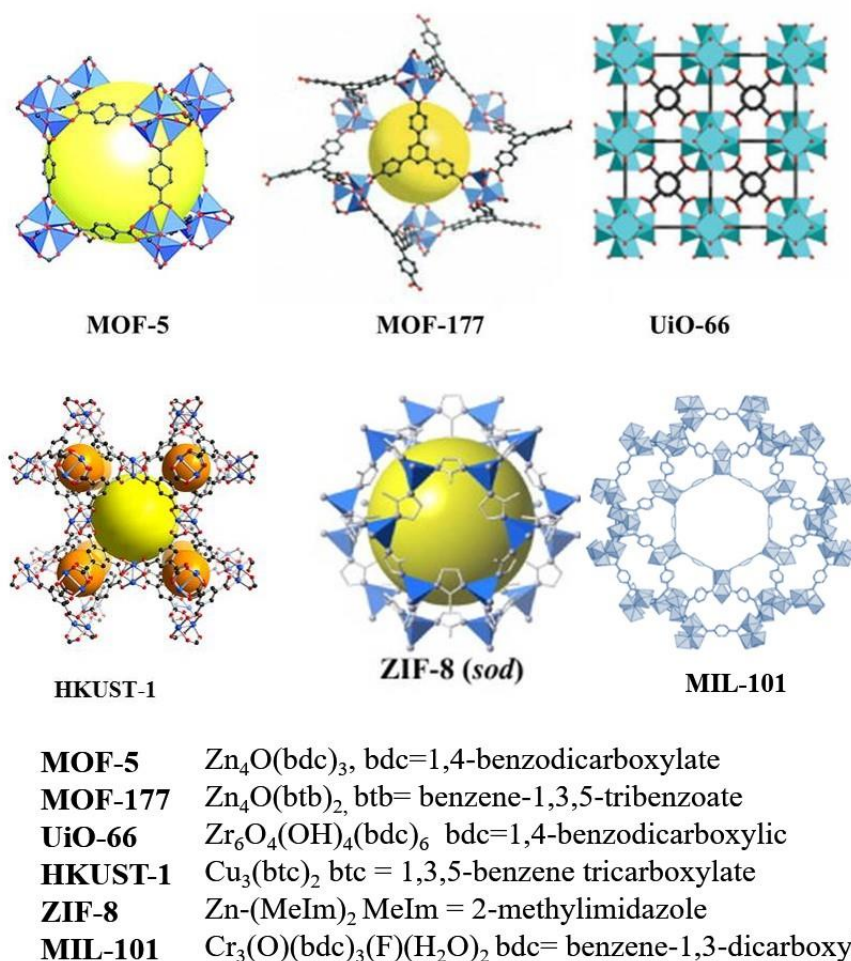 MOF-5 MOF-177 UiO-66
HKUST-1 ZIF-8 (sod) MIL-101
MOF-5 Zn₄O(bdc)₃, bdc=1,4-benzodicarboxylate
MOF-177 Zn₄O(btb)₂, btb= benzene-1,3,5-tribenzoate
UiO-66 Zr₆O₄(OH)₄(bdc)₆ bdc=1,4-benzodicarboxylic
HKUST-1 Cu₃(btc)₂ btc = 1,3,5-benzene tricarboxylate
ZIF-8 Zn-(MeIm)₂ MeIm = 2-methylimidazole
MIL-101 Cr₃(O)(bdc)₃(F)(H₂O)₂ bdc= benzene-1,3-dicarboxyl